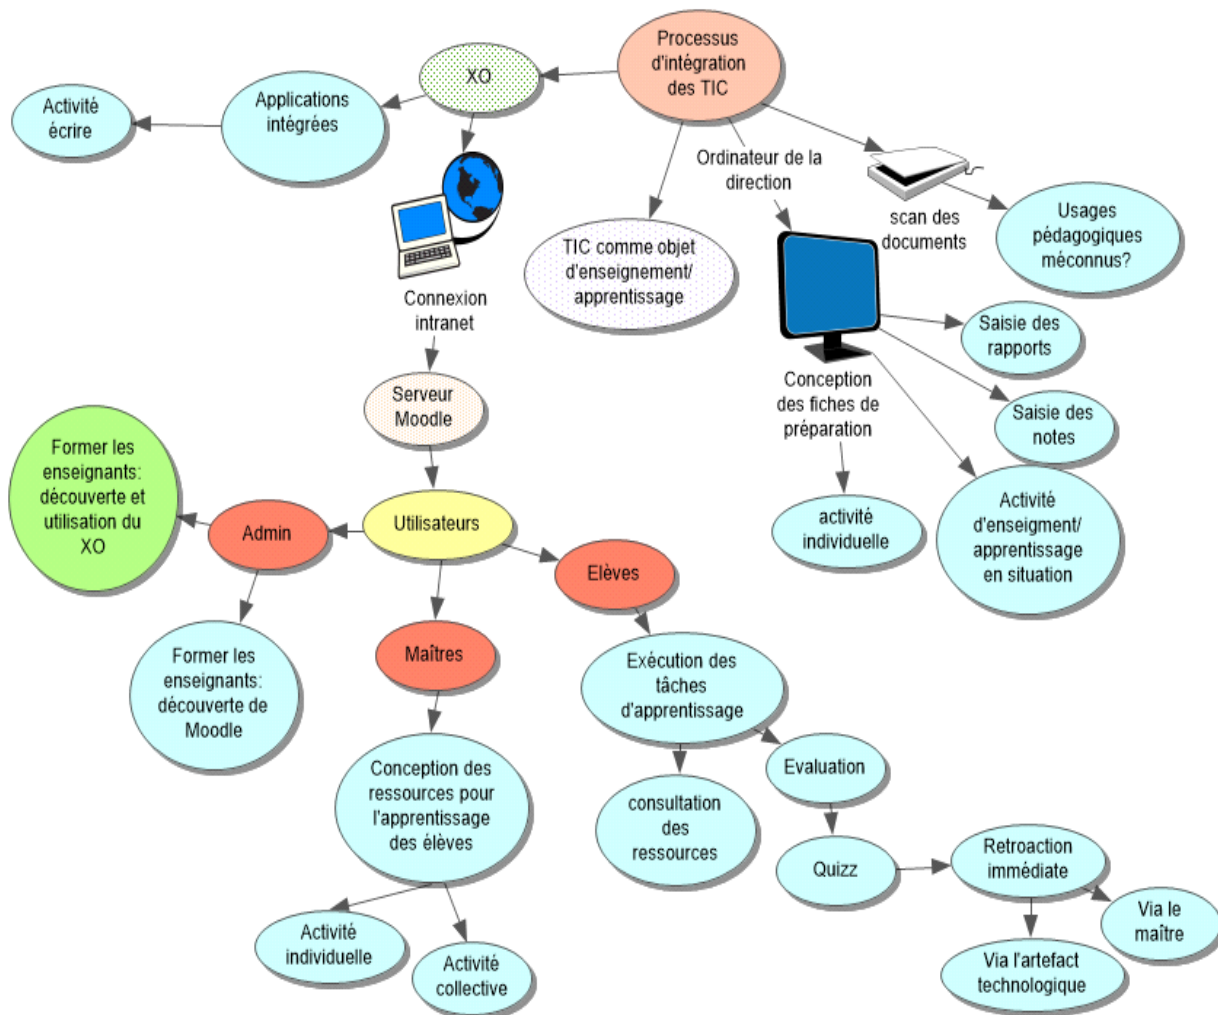 Processus
d'intégration
des TIC
XO
Applications
intégrées
Activité
écrire
Ordinateur de la
direction
scan des
documents
Usages
pédagogiques
méconnus?
TIC comme objet
d'enseignement/
apprentissage
Connexion
intranet
Saisie des
rapports
Conception
des fiches de
préparation
Saisie des
notes
Serveur
Moodle
Former les
enseignants:
découverte et
utilisation du
XO
Admin
Utilisateurs
Elèves
activité
individuelle
Activité
d'enseigment/
apprentissage
en situation
Former les
enseignants:
découverte de
Moodle
Maîtres
Exécution des
tâches
d'apprentissage
Conception des
ressources pour
l'apprentissage
des élèves
Evaluation
consultation
des
ressources
Quizz
Retroaction
immédiate
Via le
maître
Via l'artefact
technologique
Activité
individuelle
Activité
collective